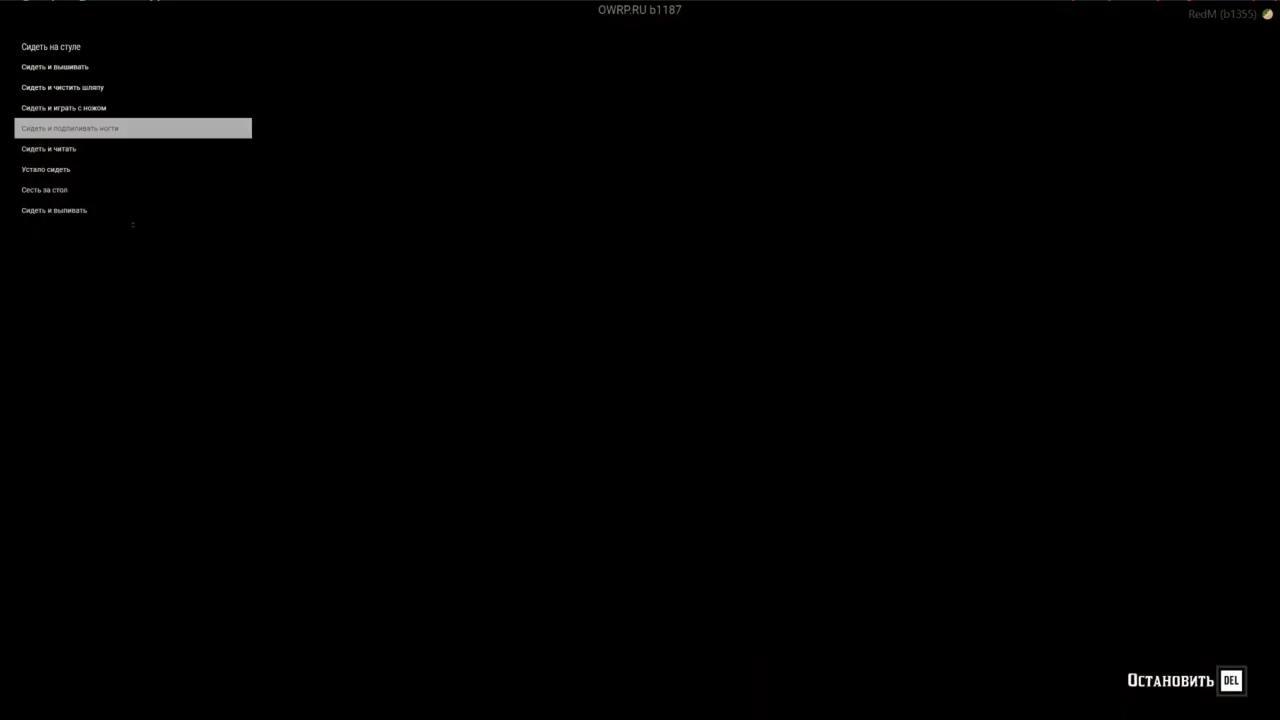 OWRP.RU b1187
RedM (b1355)
Сидеть на стуле
Сидеть и вышивать
Сидеть и чистить шляпу
Сидеть и играть с ножом
Сидеть и подпиливать ногти
Сидеть и читать
Устало сидеть
Сесть за стол
Сидеть и выпивать
Остановить DEL